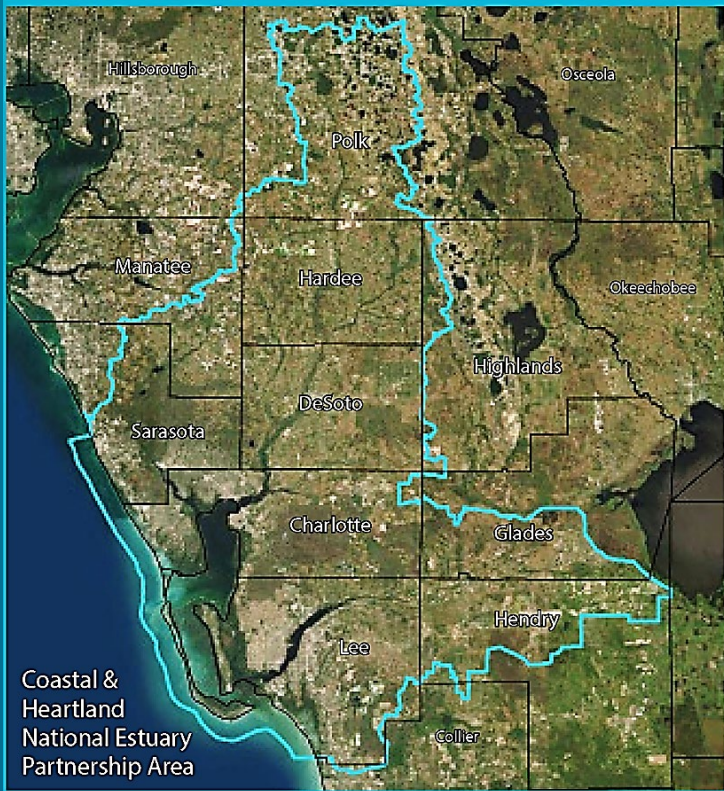 Hillsborough
Osceola
Polk
Manatee
Hardee
Okeechobee
Highlands
DeSoto
Sarasota
Charlotte
Glades
Hendry
Lee
Collier
Coastal &
Heartland
National Estuary
Partnership Area